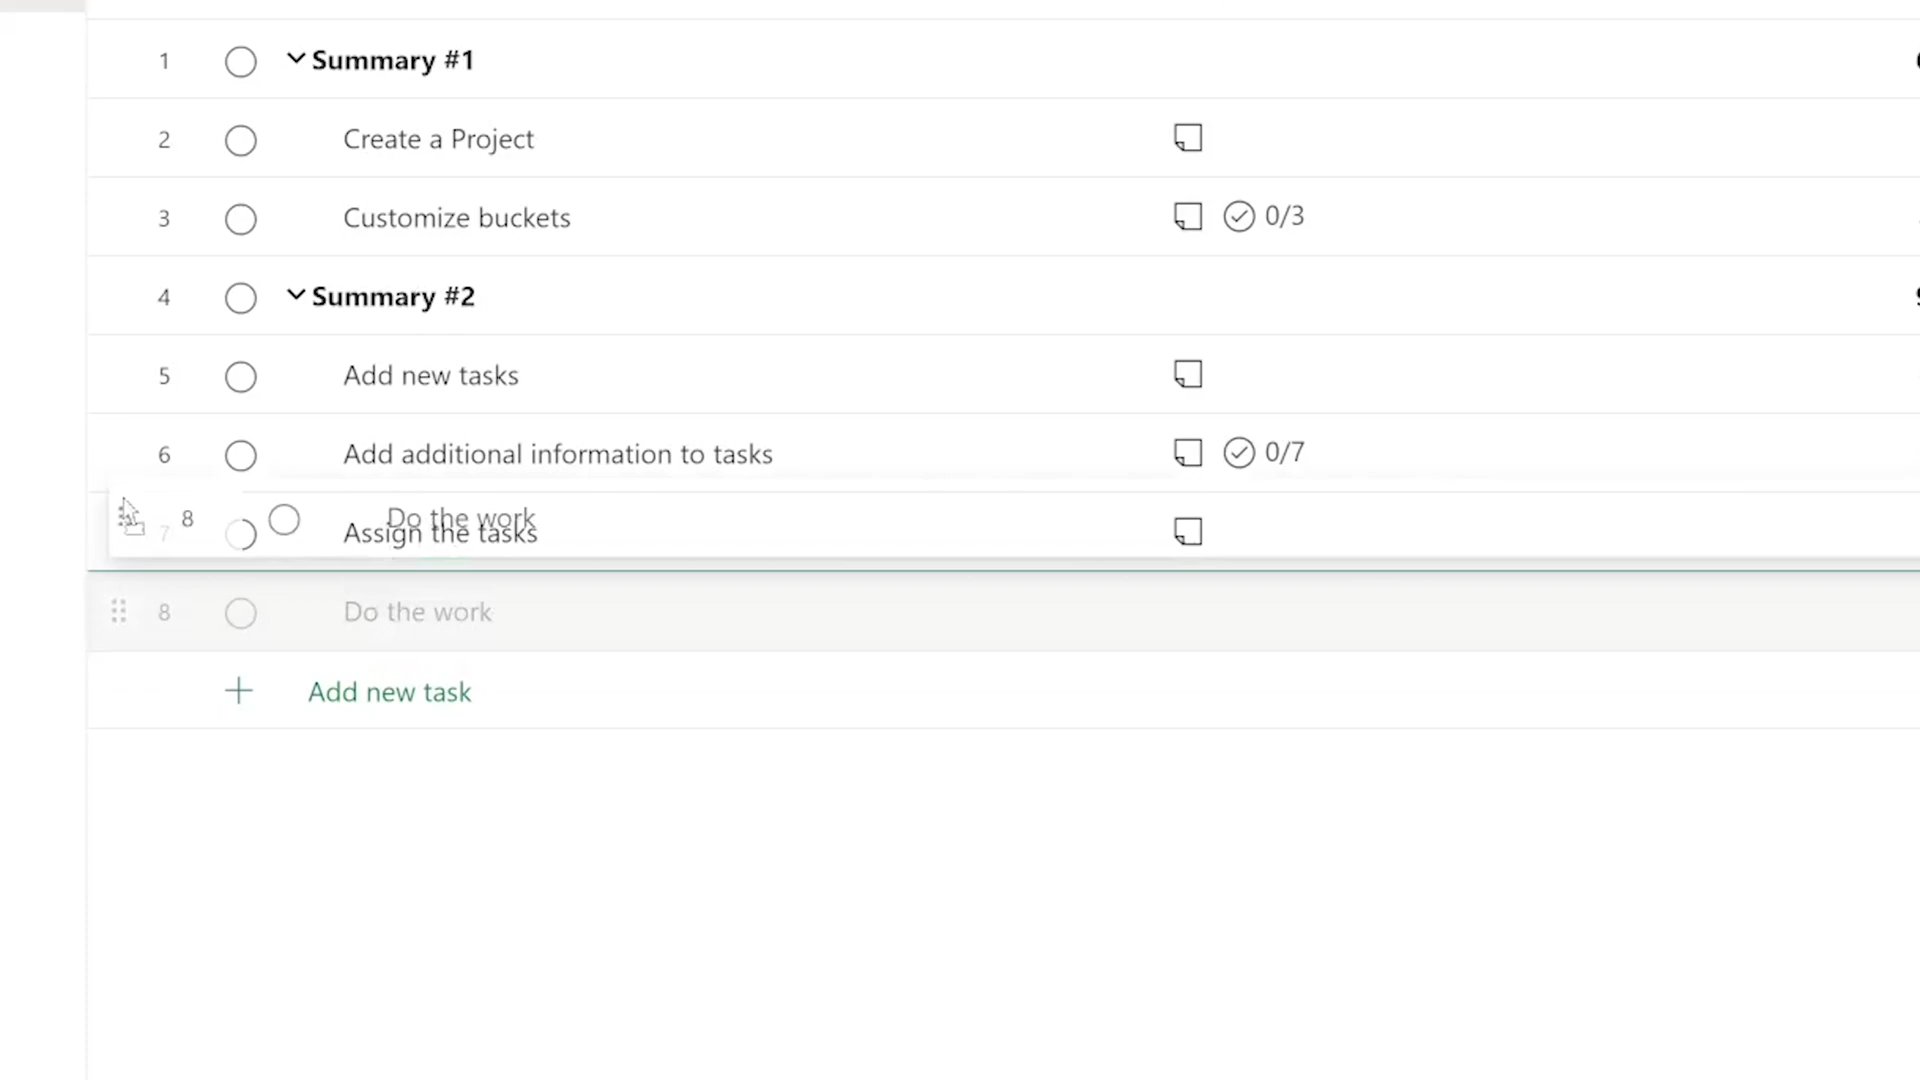 1 Summary #1
2 Create a Project
3 Customize buckets 0/3
4 Summary #2
5 Add new tasks
6 Add additional information to tasks 0/7
8 Do the work
7 Assign the tasks
8 Do the work
Add new task